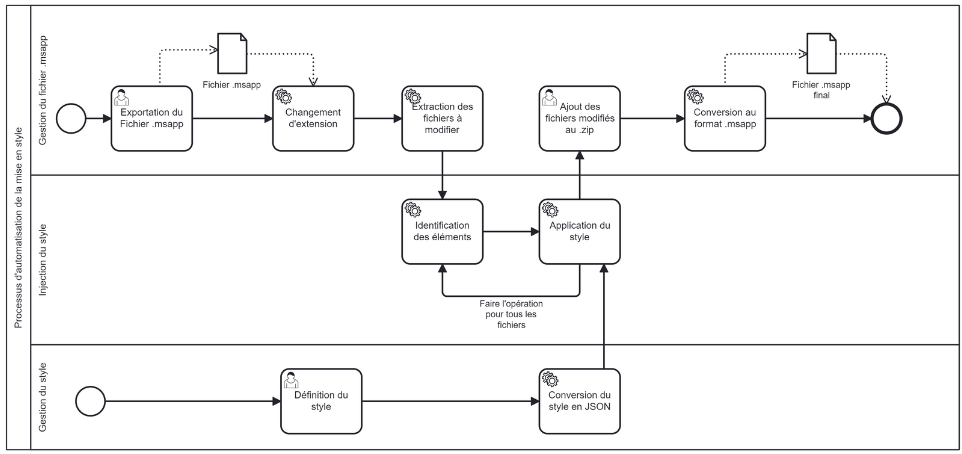 Processus d'automatisation de la mise en style
Gestion du fichier .msapp
Fichier .msapp
Fichier .msapp
final
Exportation du
Fichier .msapp
Changement
d'extension
Extraction des
fichiers à
modifier
Ajout des
fichiers modifiés
au .zip
Conversion au
format .msapp
Injection du style
Identification
des éléments
Application du
style
Faire l'opération
pour tous les
fichiers
Gestion du style
Définition du
style
Conversion du
style en JSON